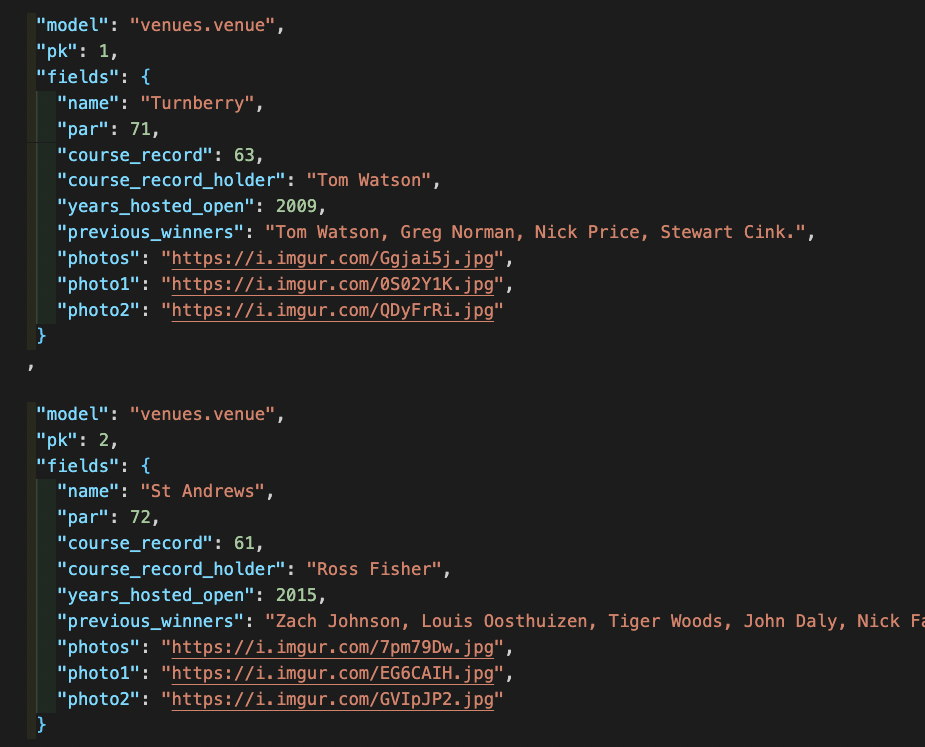 "model": "venues.venue",
"pk": 1,
"fields": {
"name": "Turnberry",
"par": 71,
"course_record": 63,
"course_record_holder": "Tom Watson",
"years_hosted_open": 2009,
"previous_winners": "Tom Watson, Greg Norman, Nick Price, Stewart Cink.",
"photos": "https://i.imgur.com/Ggjai5j.jpg",
"photo1": "https://i.imgur.com/0S02Y1K.jpg",
"photo2": "https://i.imgur.com/QDyFrRi.jpg"
}
,
"model": "venues.venue",
"pk": 2,
"fields": {
"name": "St Andrews",
"par": 72,
"course_record": 61,
"course_record_holder": "Ross Fisher",
"years_hosted_open": 2015,
"previous_winners": "Zach Johnson, Louis Oosthuizen, Tiger Woods, John Daly, Nick
"photos": "https://i.imgur.com/7pm79Dw.jpg",
"photo1": "https://i.imgur.com/EG6CAIH.jpg",
"photo2": "https://i.imgur.com/GVIpJP2.jpg"
}